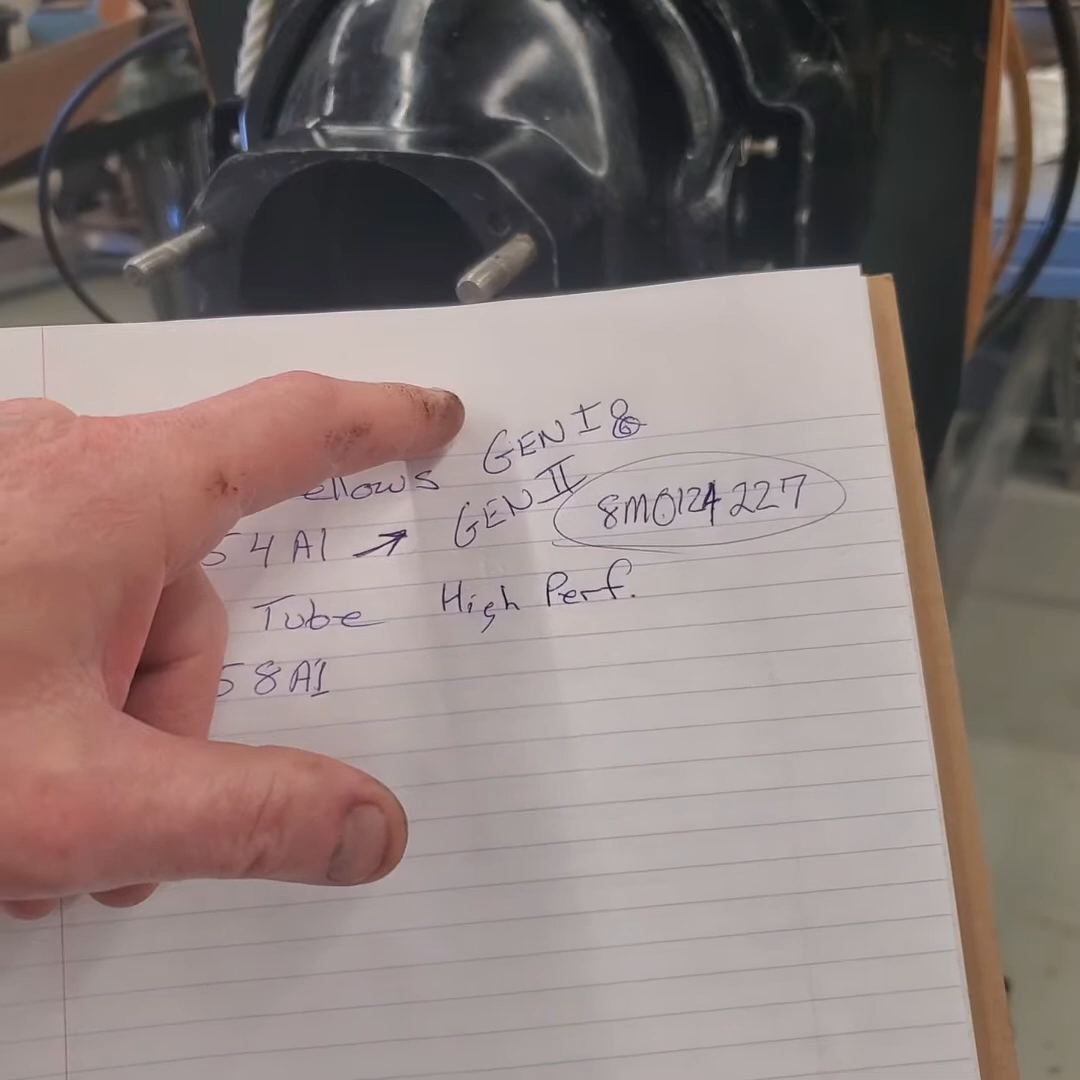 GEN I &
ellows GEN II 8M0124227
54A1 →
Tube High Perf.
58A1